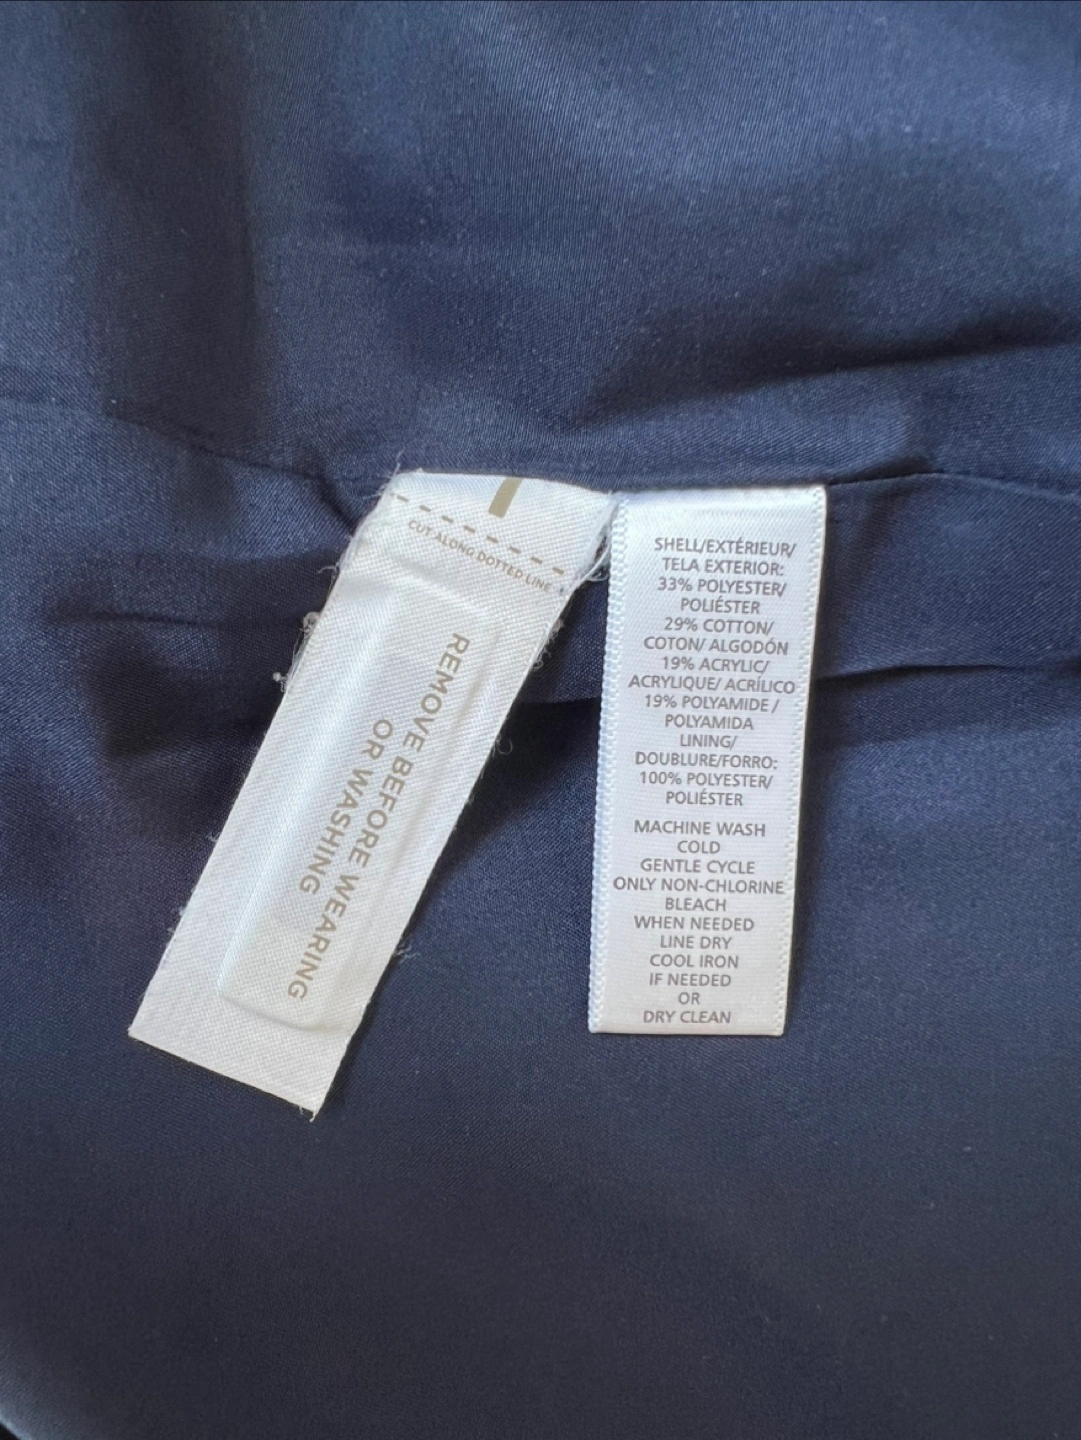 CUT ALONG DOTTED LINE
REMOVE BEFORE WEARING
OR WASHING
SHELL/EXTÉRIEUR/
TELA EXTERIOR:
33% POLYESTER/
POLIÉSTER
29% COTTON/
COTON/ ALGODÓN
19% ACRYLIC/
ACRYLIQUE/ ACRÍLICO
19% POLYAMIDE /
POLYAMIDA
LINING/
DOUBLURE/FORRO:
100% POLYESTER/
POLIÉSTER
MACHINE WASH
COLD
GENTLE CYCLE
ONLY NON-CHLORINE
BLEACH
WHEN NEEDED
LINE DRY
COOL IRON
IF NEEDED
OR
DRY CLEAN